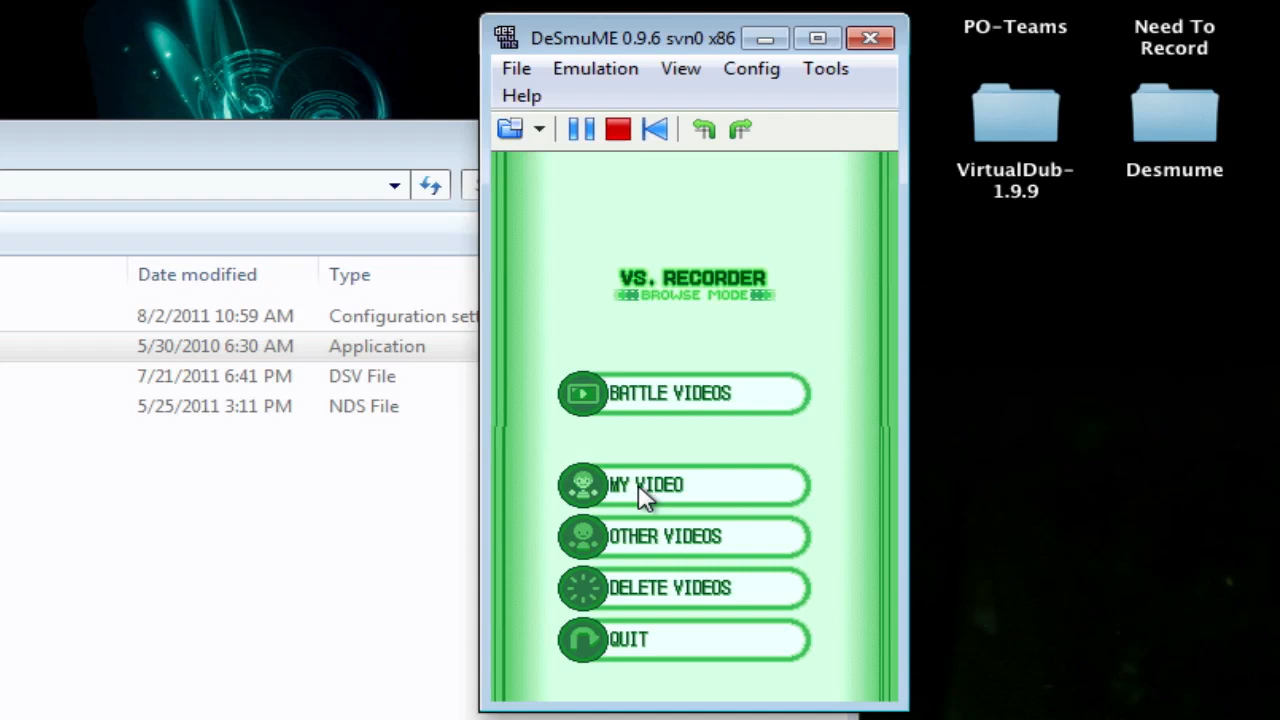 PO-Teams
Need To
Record
VirtualDub-
1.9.9
Desmume
DeSmuME 0.9.6 svn0 x86
File Emulation View Config Tools
Help
Date modified Type
8/2/2011 10:59 AM Configuration sett
5/30/2010 6:30 AM Application
7/21/2011 6:41 PM DSV File
5/25/2011 3:11 PM NDS File
VS. RECORDER
BROWSE MODE
BATTLE VIDEOS
MY VIDEO
OTHER VIDEOS
DELETE VIDEOS
QUIT